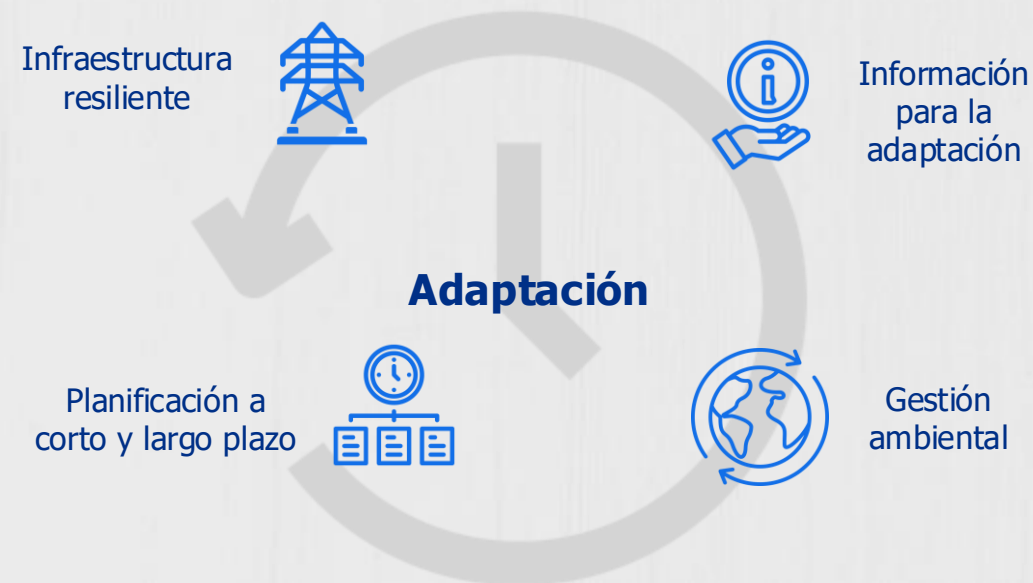 Infraestructura
resiliente
Información
para la
adaptación
Adaptación
Planificación a
corto y largo plazo
Gestión
ambiental